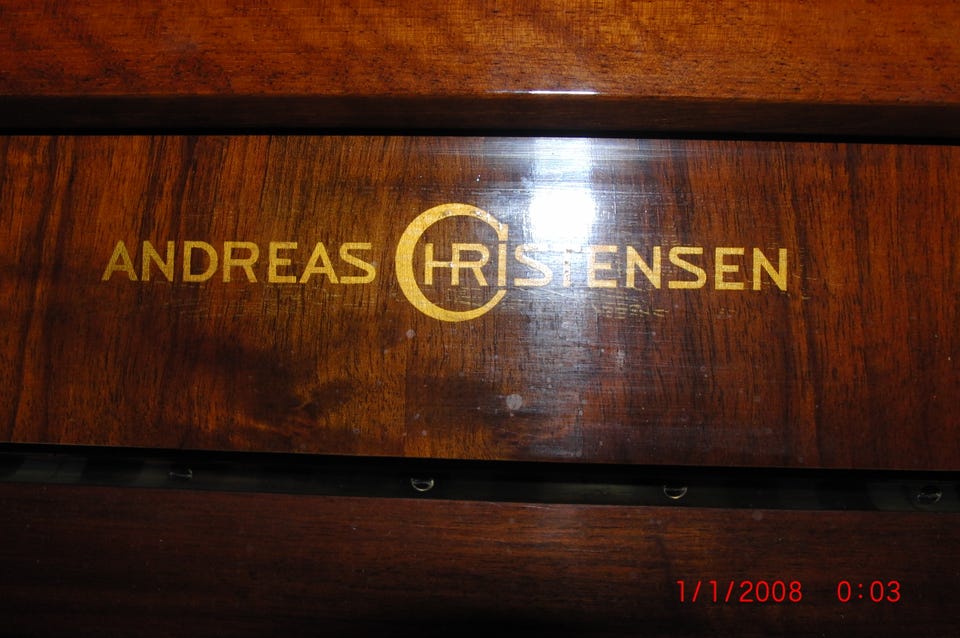 ANDREAS CHRISTENSEN
1/1/2008 0:03